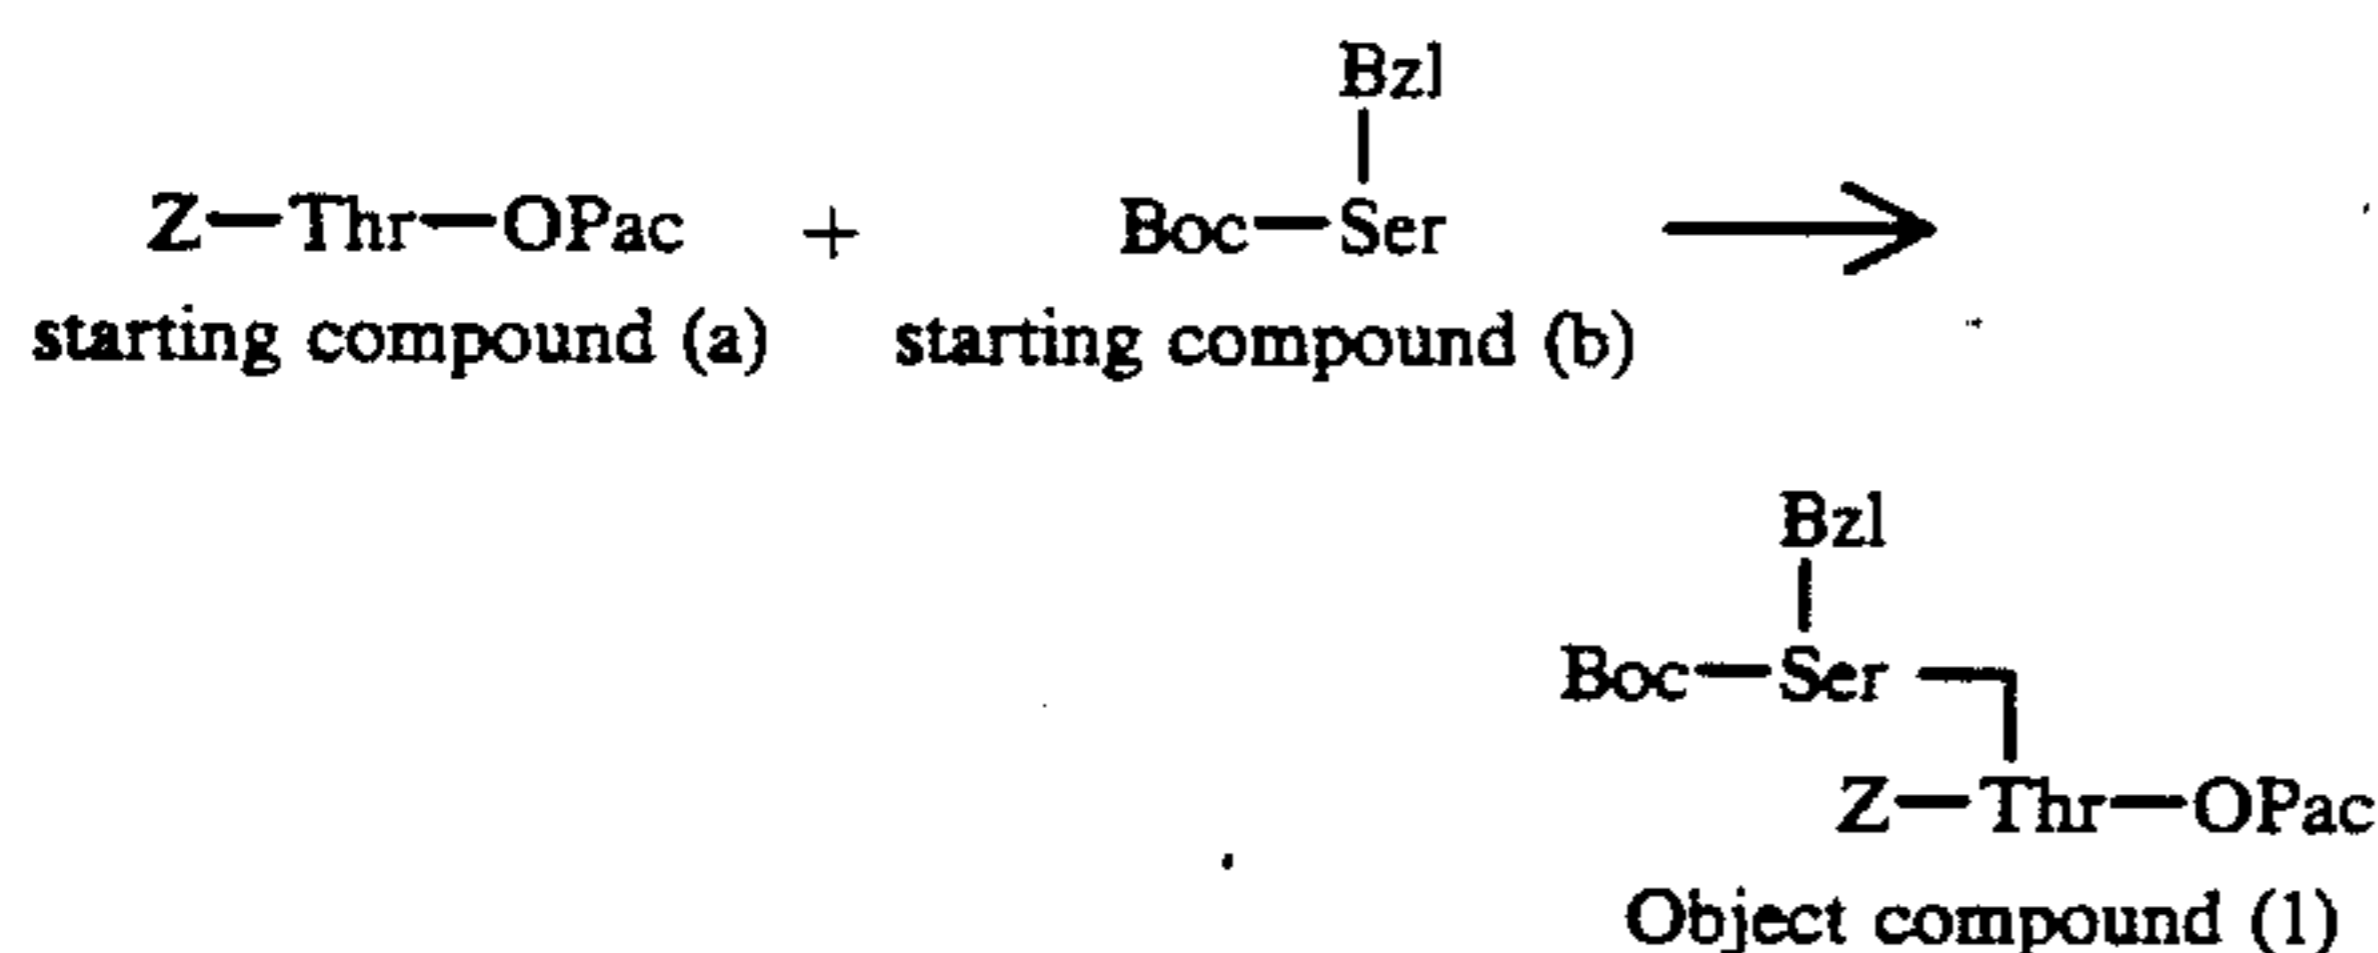 Bzl
Z—Thr—OPac + Boc—Ser
starting compound (a) starting compound (b)
Bzl
Boc—Ser
Z—Thr—OPac
Object compound (1)